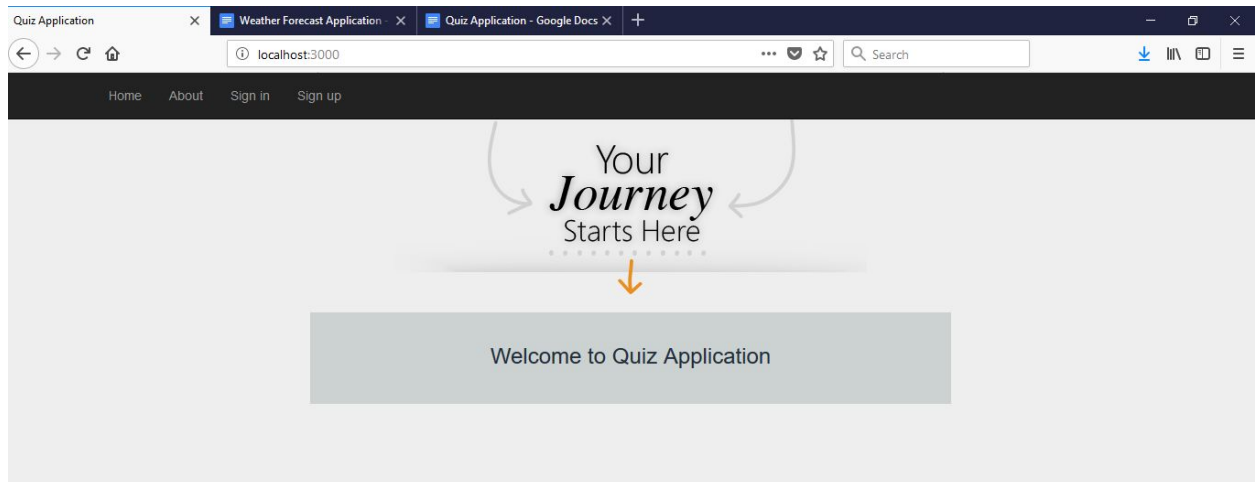 Quiz Application
Weather Forecast Application -
Quiz Application - Google Docs
localhost:3000
Search
Home About Sign in Sign up
Your
Journey
Starts Here
Welcome to Quiz Application